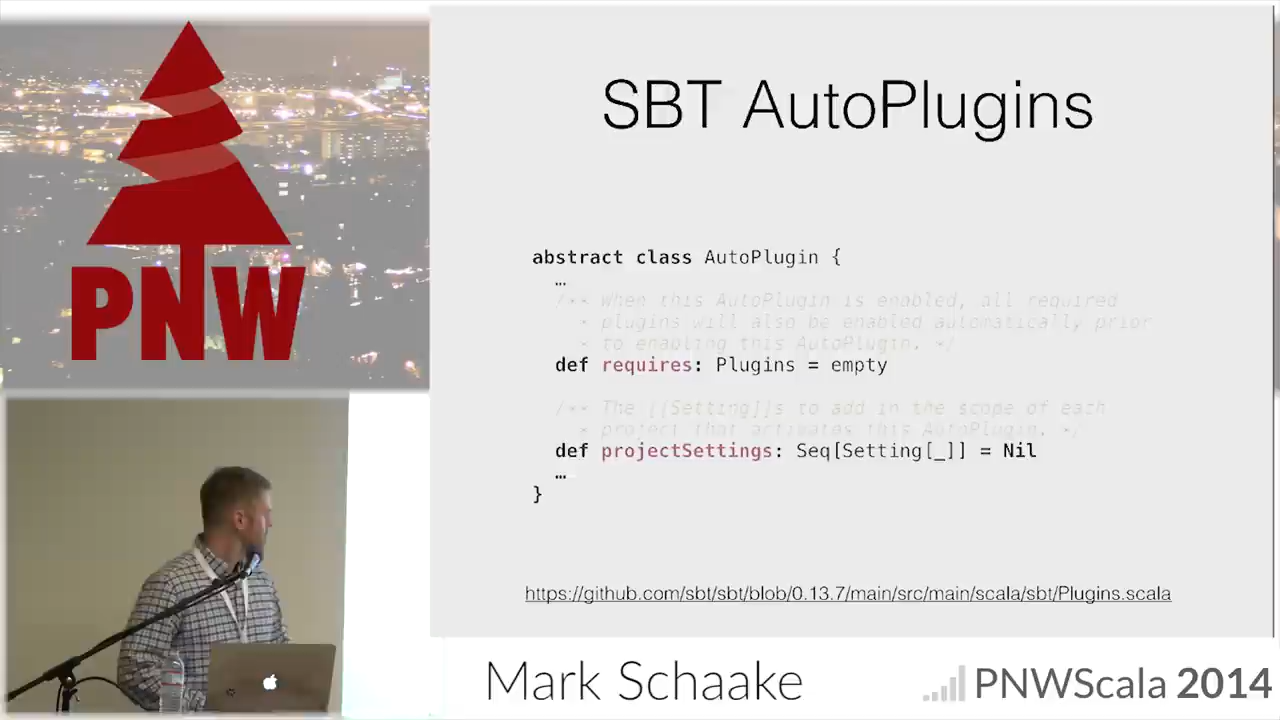 PNW
SBT AutoPlugins
abstract class AutoPlugin {
…
/** When this AutoPlugin is enabled, all required
* plugins will also be enabled automatically prior
* to enabling this AutoPlugin. */
def requires: Plugins = empty
/** The [[Setting]]s to add in the scope of each
* project that activates this AutoPlugin. */
def projectSettings: Seq[Setting[_]] = Nil
…
}
https://github.com/sbt/sbt/blob/0.13.7/main/src/main/scala/sbt/Plugins.scala
Mark Schaake
PNWScala 2014